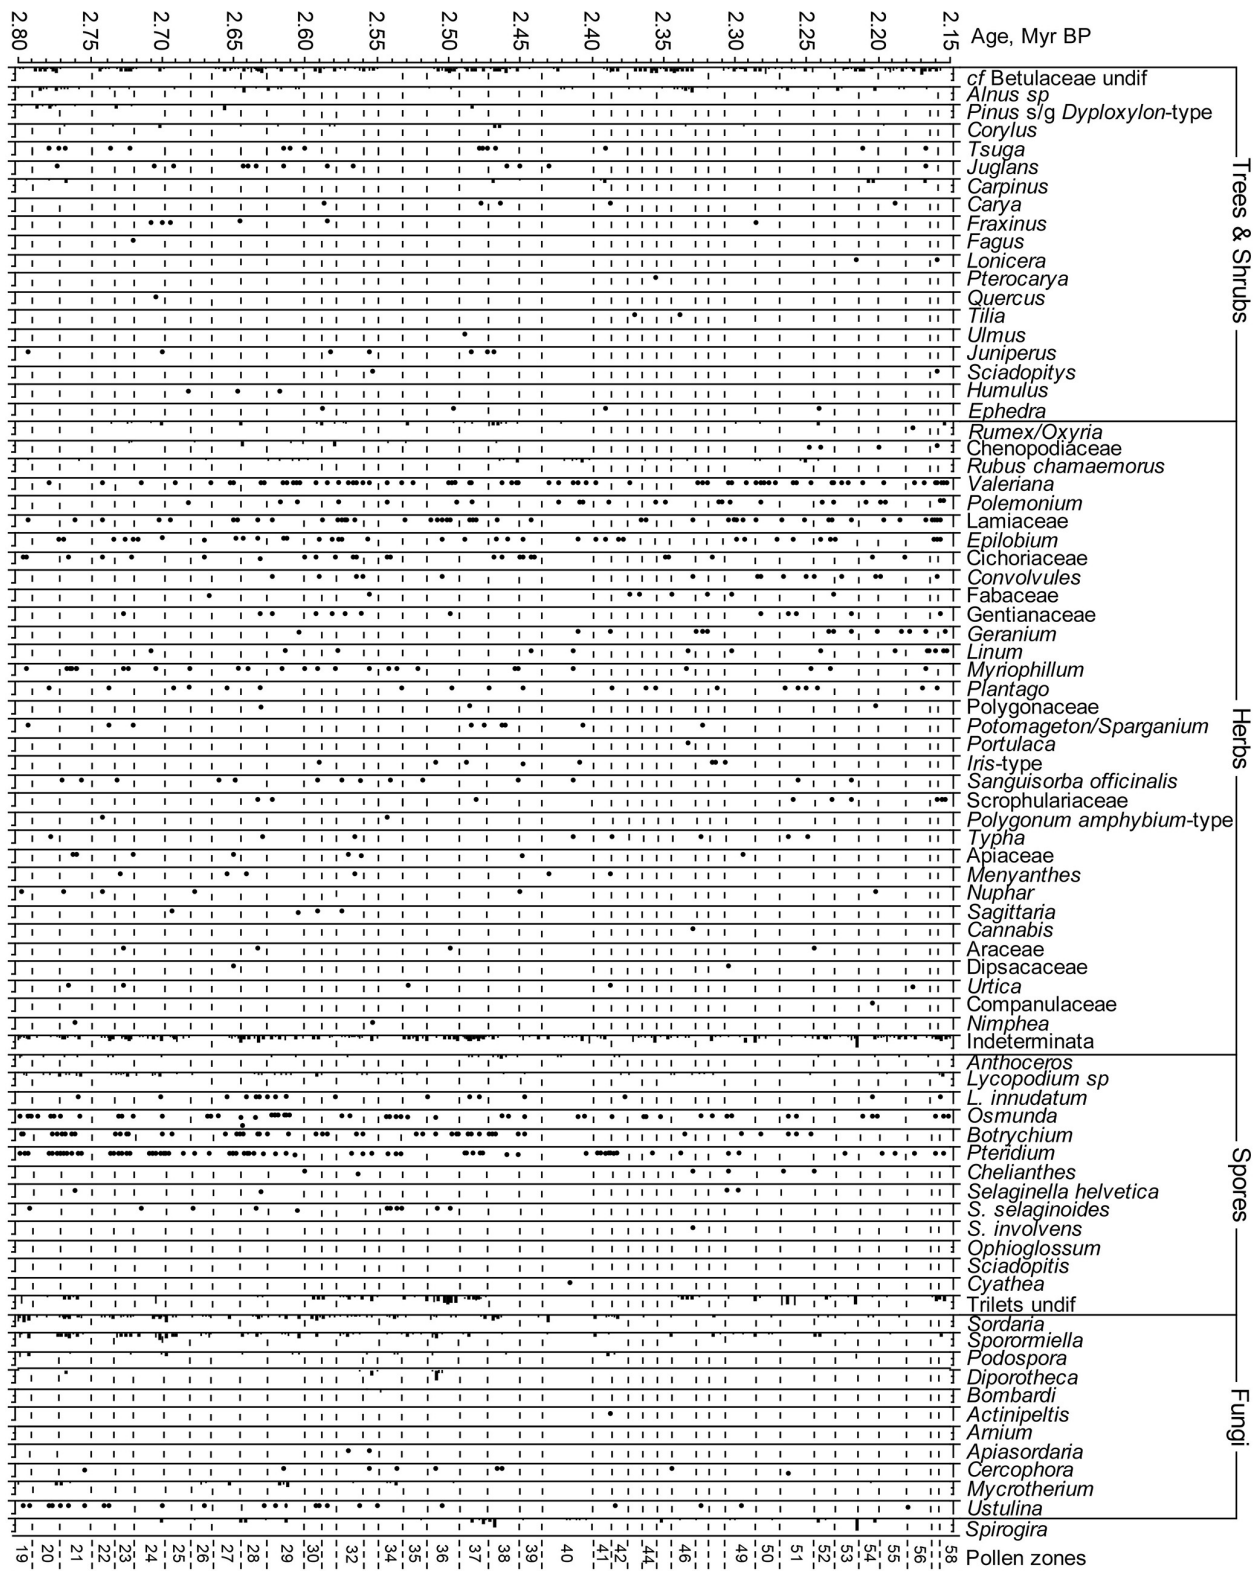 2.80 2.75 2.70 2.65 2.60 2.55 2.50 2.45 2.40 2.35 2.30 2.25 2.20 2.15 Age, Myr BP
Trees & Shrubs
cf Betulaceae undif
Alnus sp
Pinus s/g Dyploxylon-type
Corylus
Tsuga
Juglans
Carpinus
Carya
Fraxinus
Fagus
Lonicera
Pterocarya
Quercus
Tilia
Ulmus
Juniperus
Sciadopitys
Humulus
Ephedra
Herbs
Rumex/Oxyria
Chenopodiaceae
Rubus chamaemorus
Valeriana
Polemonium
Lamiaceae
Epilobium
Cichoriaceae
Convolvules
Fabaceae
Gentianaceae
Geranium
Linum
Myriophillum
Plantago
Polygonaceae
Potomageton/Sparganium
Portulaca
Iris-type
Sanguisorba officinalis
Scrophulariaceae
Polygonum amphybium-type
Typha
Apiaceae
Menyanthes
Nuphar
Sagittaria
Cannabis
Araceae
Dipsacaceae
Urtica
Companulaceae
Nimphea
Indeterminata
Spores
Anthoceros
Lycopodium sp
L. innudatum
Osmunda
Botrychium
Pteridium
Chelianthes
Selaginella helvetica
S. selaginoides
S. involvens
Ophioglossum
Sciadopitis
Cyathea
Trilets undif
Fungi
Sordaria
Sporormiella
Podospora
Diporotheca
Bombardi
Actinipeltis
Arnium
Apiasordaria
Cercophora
Mycrotherium
Ustulina
Spirogira
19 20 21 22 23 24 25 26 27 28 29 30 32 34 35 36 37 38 39 40 41 42 44 46 49 50 51 52 53 54 55 56 58 Pollen zones